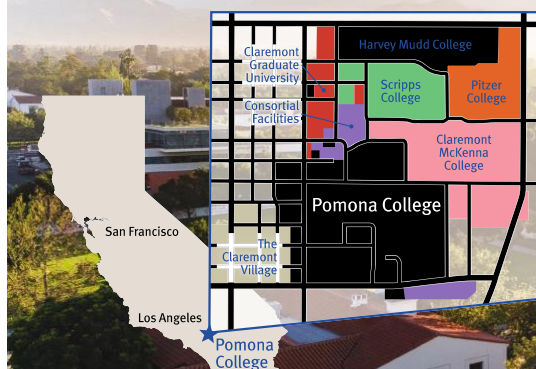 Harvey Mudd College
Claremont
Graduate
University
Scripps
College
Pitzer
College
Consortial
Facilities
Claremont
McKenna
College
Pomona College
The
Claremont
Village
San Francisco
Los Angeles
Pomona
College